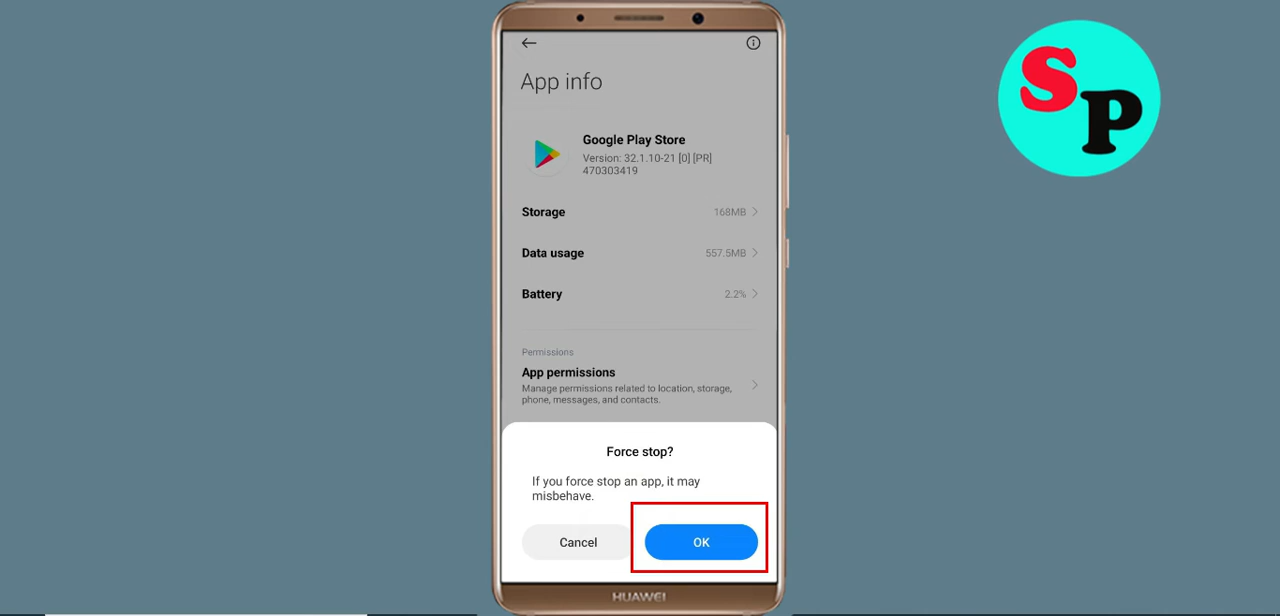 SP
App info
Google Play Store
Version: 32.1.10-21 [0] [PR]
470303419
Storage 168MB
Data usage 557.5MB
Battery 2.2%
Permissions
App permissions
Manage permissions related to location, storage,
phone, messages, and contacts.
Force stop?
If you force stop an app, it may
misbehave.
Cancel OK
HUAWEI